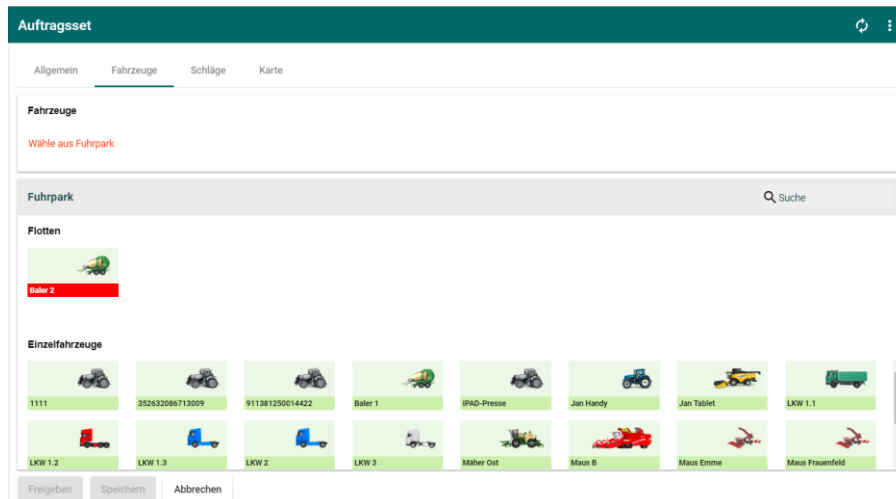 Auftragsset
Allgemein Fahrzeuge Schläge Karte
Fahrzeuge
Wähle aus Fuhrpark
Fuhrpark Suche
Flotten
Baler 2
Einzelfahrzeuge
1111 352632086713009 911381250014422 Baler 1 IPAD-Presse Jan Handy Jan Tablet LKW 1.1
LKW 1.2 LKW 1.3 LKW 2 LKW 3 Mäher Ost Maus B Maus Emme Maus Frauenfeld
Freigeben Speichern Abbrechen